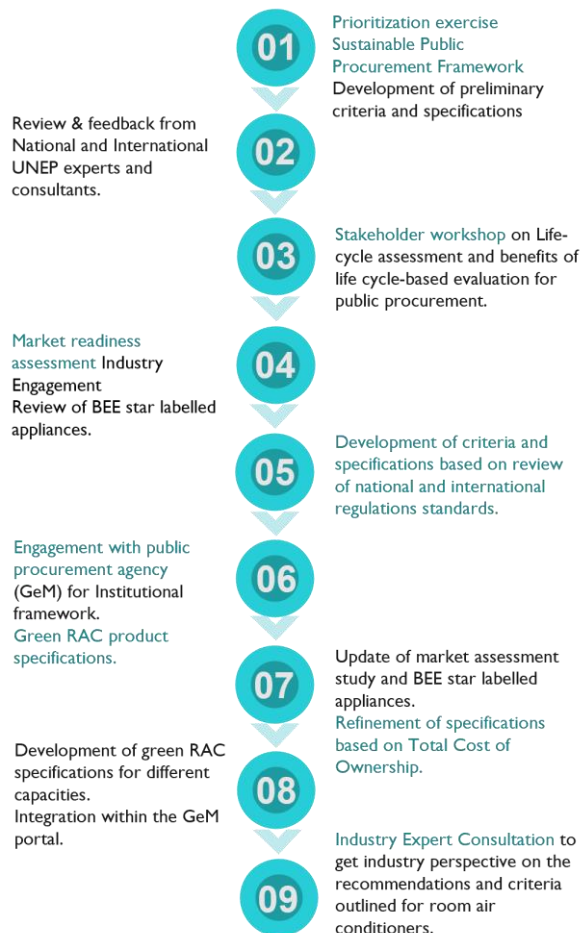 01
Prioritization exercise
Sustainable Public
Procurement Framework
Development of preliminary
criteria and specifications
Review & feedback from
National and International
UNEP experts and
consultants.
02
03
Stakeholder workshop on Life-
cycle assessment and benefits of
life cycle-based evaluation for
public procurement.
Market readiness
assessment Industry
Engagement
Review of BEE star labelled
appliances.
04
05
Development of criteria and
specifications based on review
of national and international
regulations standards.
Engagement with public
procurement agency
(GeM) for Institutional
framework.
Green RAC product
specifications.
06
07
Update of market assessment
study and BEE star labelled
appliances.
Refinement of specifications
based on Total Cost of
Ownership.
Development of green RAC
specifications for different
capacities.
Integration within the GeM
portal.
08
09
Industry Expert Consultation to
get industry perspective on the
recommendations and criteria
outlined for room air
conditioners.